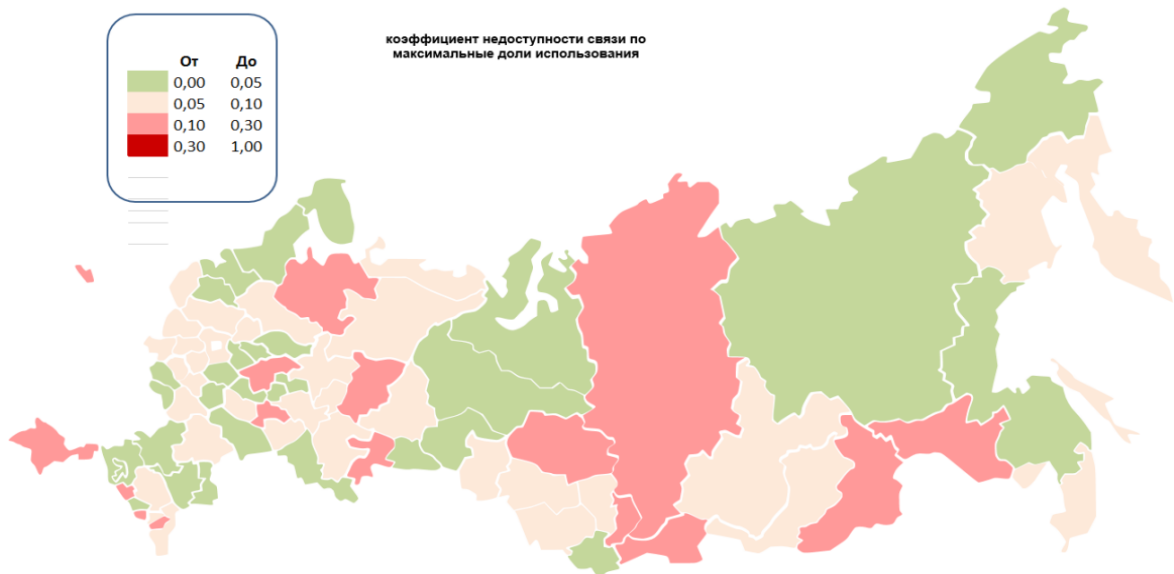 коэффициент недоступности связи по
максимальные доли использования
От До
0,00 0,05
0,05 0,10
0,10 0,30
0,30 1,00